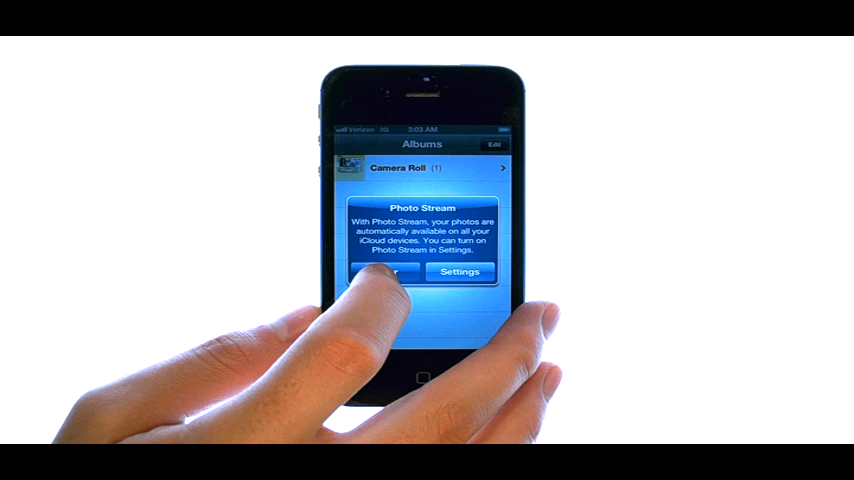 Verizon 3G 3:03 AM
Albums Edit
Camera Roll (1)
Photo Stream
With Photo Stream, your photos are
automatically available on all your
iCloud devices. You can turn on
Photo Stream in Settings.
Settings